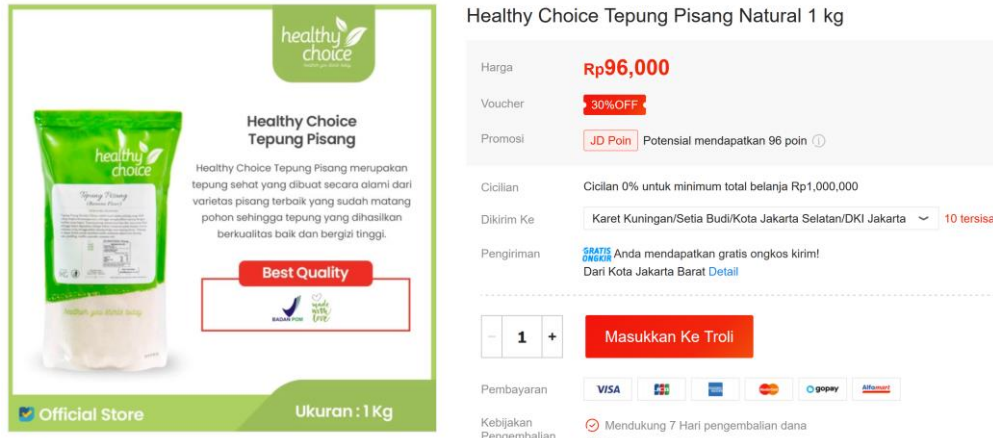 healthy
choice
Healthy Choice
Tepung Pisang
Healthy Choice Tepung Pisang merupakan
tepung sehat yang dibuat secara alami dari
varietas pisang terbaik yang sudah matang
pohon sehingga tepung yang dihasilkan
berkualitas baik dan bergizi tinggi.
Best Quality
BADAN POM
made
with
love
healthy
choice
Tepung Pisang
(Banana Flour)
healthier you starts today
Official Store
Ukuran : 1 Kg
Healthy Choice Tepung Pisang Natural 1 kg
Harga Rp96,000
Voucher 30%OFF
Promosi JD Poin Potensial mendapatkan 96 poin
Cicilan Cicilan 0% untuk minimum total belanja Rp1,000,000
Dikirim Ke Karet Kuningan/Setia Budi/Kota Jakarta Selatan/DKI Jakarta 10 tersisa
Pengiriman GRATIS ONGKIR Anda mendapatkan gratis ongkos kirim!
Dari Kota Jakarta Barat Detail
- 1 +
Masukkan Ke Troli
Pembayaran VISA JCB gopay Alfamart
Kebijakan Mendukung 7 Hari pengembalian dana
Pengembalian